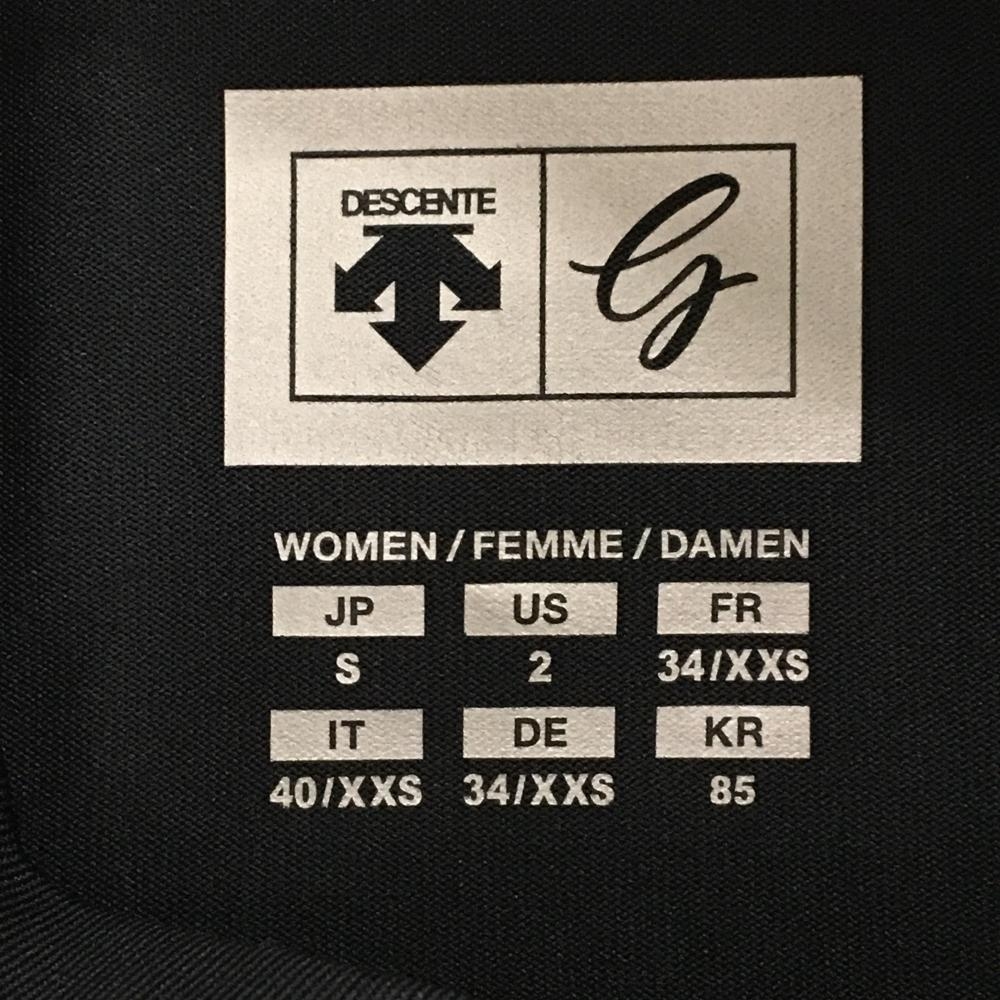 DESCENTE
G
WOMEN / FEMME / DAMEN
JP US FR
S 2 34/XXS
IT DE KR
40/XXS 34/XXS 85